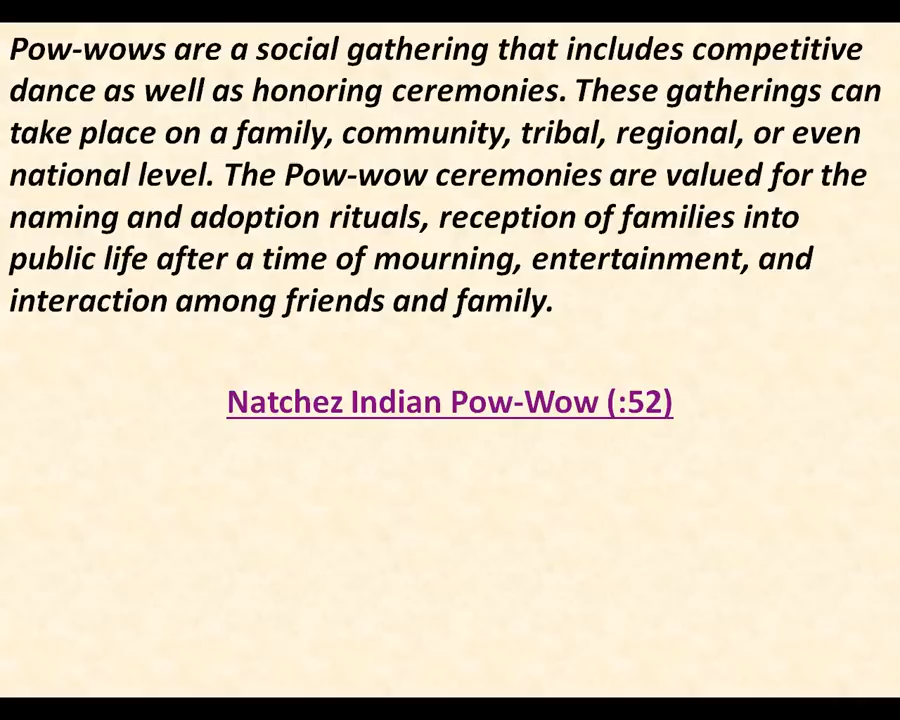 Pow-wows are a social gathering that includes competitive
dance as well as honoring ceremonies. These gatherings can
take place on a family, community, tribal, regional, or even
national level. The Pow-wow ceremonies are valued for the
naming and adoption rituals, reception of families into
public life after a time of mourning, entertainment, and
interaction among friends and family.
Natchez Indian Pow-Wow (:52)